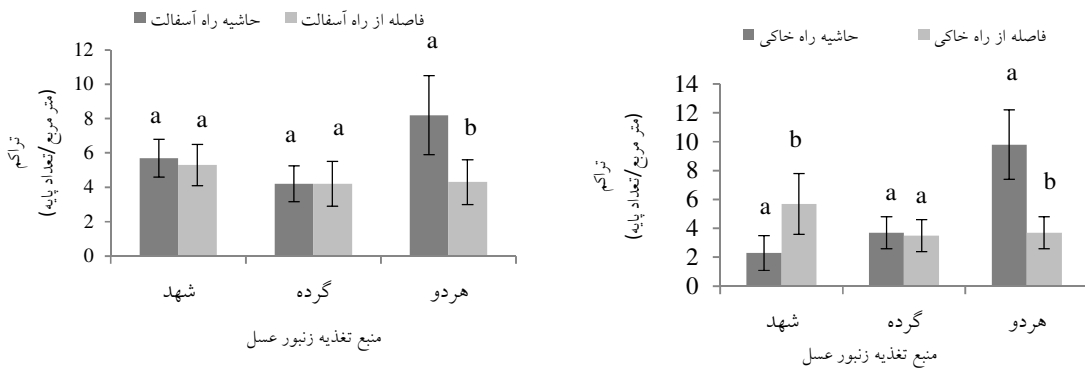 حاشیه راه آسفالت
فاصله از راه آسفالت
تراکم
(متر مربع/تعداد پایه)
12
10
8
6
4
2
0
a
a
a
a
a
b
شهد
گرده
هردو
منبع تغذیه زنبور عسل
حاشیه راه خاکی
فاصله از راه خاکی
تراکم
(متر مربع/تعداد پایه)
14
12
10
8
6
4
2
0
a
b
a
a
a
b
شهد
گرده
هردو
منبع تغذیه زنبور عسل